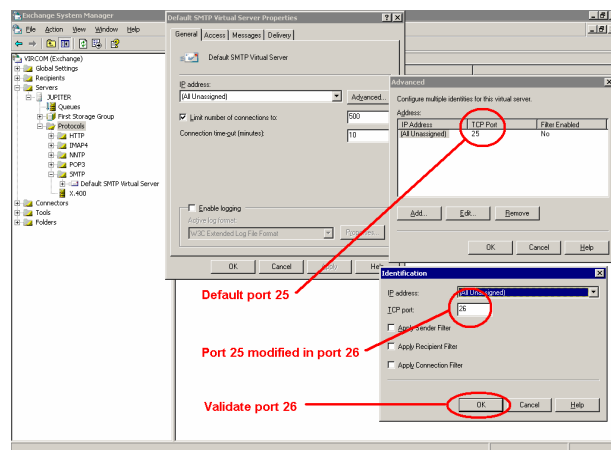 Exchange System Manager
File Action View Window Help
VIRCOM (Exchange)
Global Settings
Recipients
Servers
JUPITER
Queues
First Storage Group
Protocols
HTTP
IMAP4
NNTP
POP3
SMTP
Default SMTP Virtual Server
X.400
Connectors
Tools
Folders
Default SMTP Virtual Server Properties
General Access Messages Delivery
Default SMTP Virtual Server
IP address:
(All Unassigned)
Advanced...
Limit number of connections to: 500
Connection time-out (minutes): 10
Enable logging
Active log format:
W3C Extended Log File Format
Properties...
OK Cancel Apply Help
Advanced
Configure multiple identities for this virtual server.
Address:
IP Address TCP Port Filter Enabled
(All Unassigned) 25 No
Add... Edit... Remove
OK Cancel Help
Identification
IP address: (All Unassigned)
TCP port: 26
Apply Sender Filter
Apply Recipient Filter
Apply Connection Filter
OK Cancel Help
Default port 25
Port 25 modified in port 26
Validate port 26